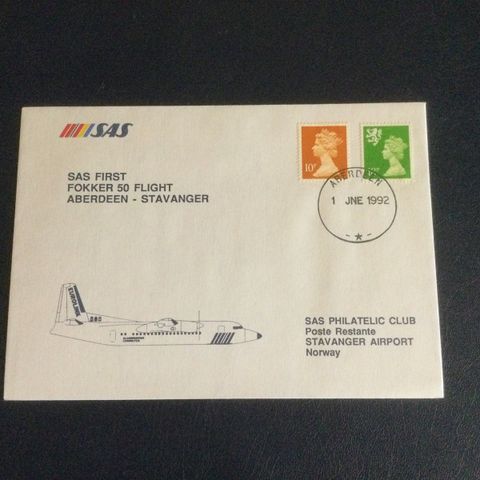 SAS
SAS FIRST
FOKKER 50 FLIGHT
ABERDEEN - STAVANGER
10P
ABERDEEN
1 JNE 1992
EUROLINK
SAS PHILATELIC CLUB
Poste Restante
STAVANGER AIRPORT
Norway